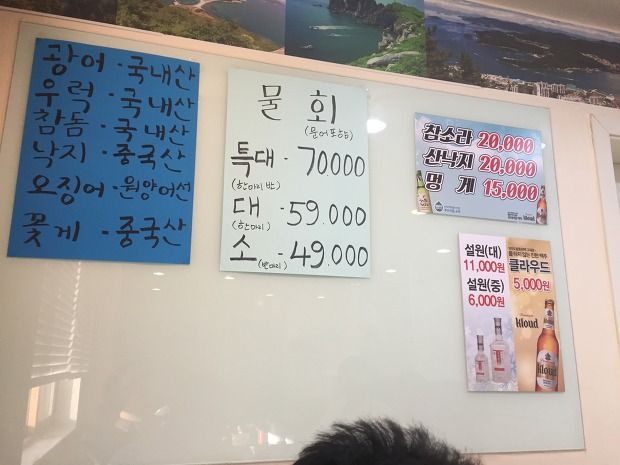 광어 · 국내산
우럭 · 국내산
참돔 · 국내산
낙지 · 중국산
오징어 · 원양어선
꽃게 · 중국산
물회
(문어포함)
특대 - 70000
(한마리 반)
대 - 59.000
(한마리)
소 - 49.000
(반마리)
참소라 20,000
산낙지 20,000
멍게 15,000
설원(대)
11,000원
설원(중)
6,000원
클라우드
5,000원
Kloud
Kloud